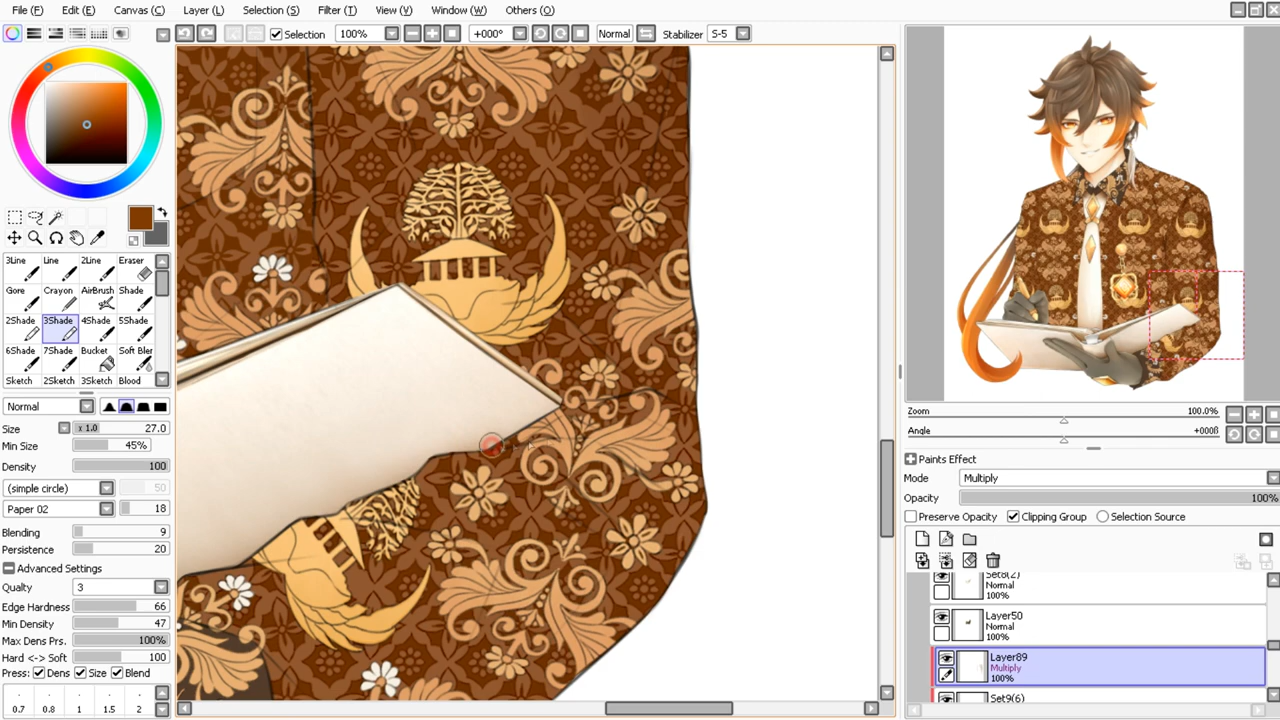 File (F) Edit (E) Canvas (C) Layer (L) Selection (S) Filter (T) View (V) Window (W) Others (O)
Selection 100% +000° Normal Stabilizer S-5
3Line Line 2Line Eraser
Gore Crayon AirBrush Shade
2Shade 3Shade 4Shade 5Shade
6Shade 7Shade Bucket Soft Bler
Sketch 2Sketch 3Sketch Blood
Normal
Size x 1.0 27.0
Min Size 45%
Density 100
(simple circle) 50
Paper 02 18
Blending 9
Persistence 20
Advanced Settings
Qualty 3
Edge Hardness 66
Min Density 47
Max Dens Prs. 100%
Hard <-> Soft 100
Press: Dens Size Blend
0.7 0.8 1 1.5 2
Zoom 100.0%
Angle +000ß
Paints Effect
Mode Multiply
Opacity 100%
Preserve Opacity Clipping Group Selection Source
Set8(2)
Normal
100%
Layer50
Normal
100%
Layer89
Multiply
100%
Set9(6)